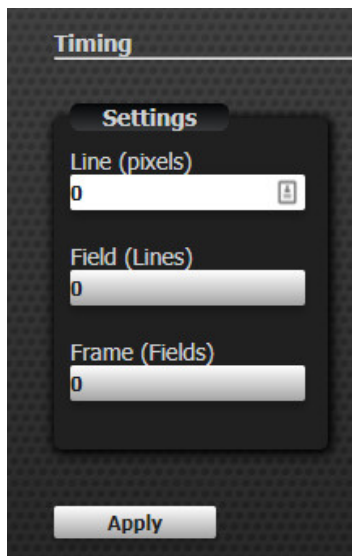 Timing
Settings
Line (pixels)
0
Field (Lines)
0
Frame (Fields)
0
Apply